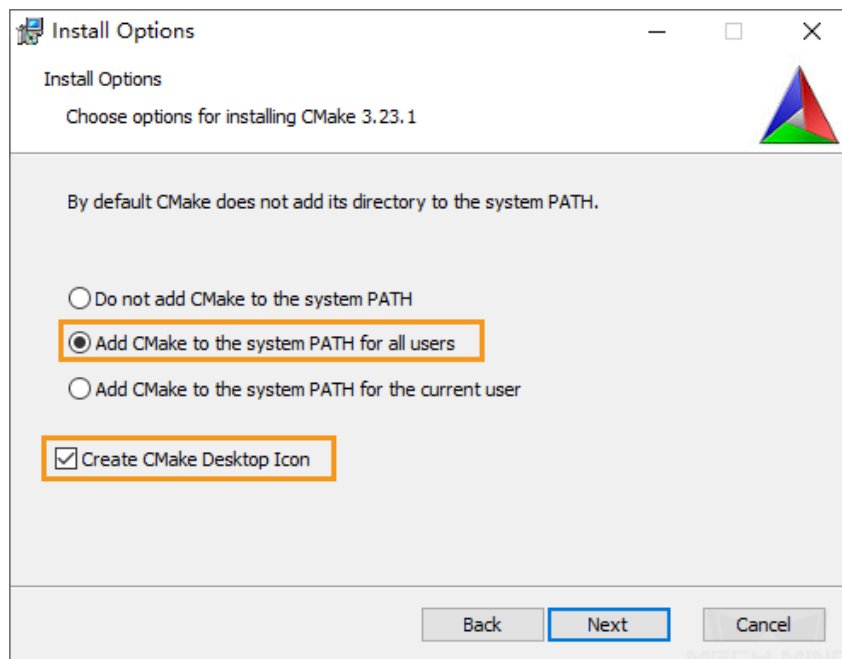 Install Options
Install Options
Choose options for installing CMake 3.23.1
By default CMake does not add its directory to the system PATH.
Do not add CMake to the system PATH
Add CMake to the system PATH for all users
Add CMake to the system PATH for the current user
Create CMake Desktop Icon
Back Next Cancel
MECH MIND